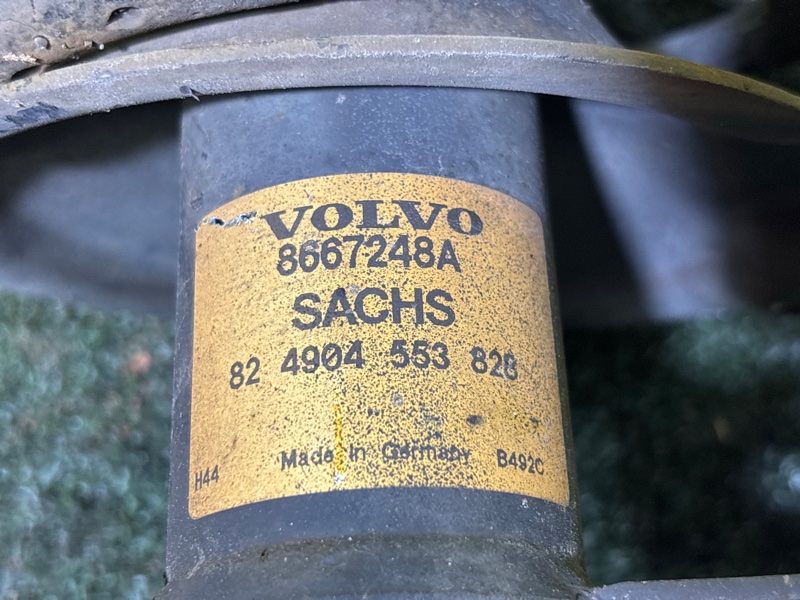 VOLVO
8667248A
SACHS
82 4904 553 828
H44 Made in Germany B492C